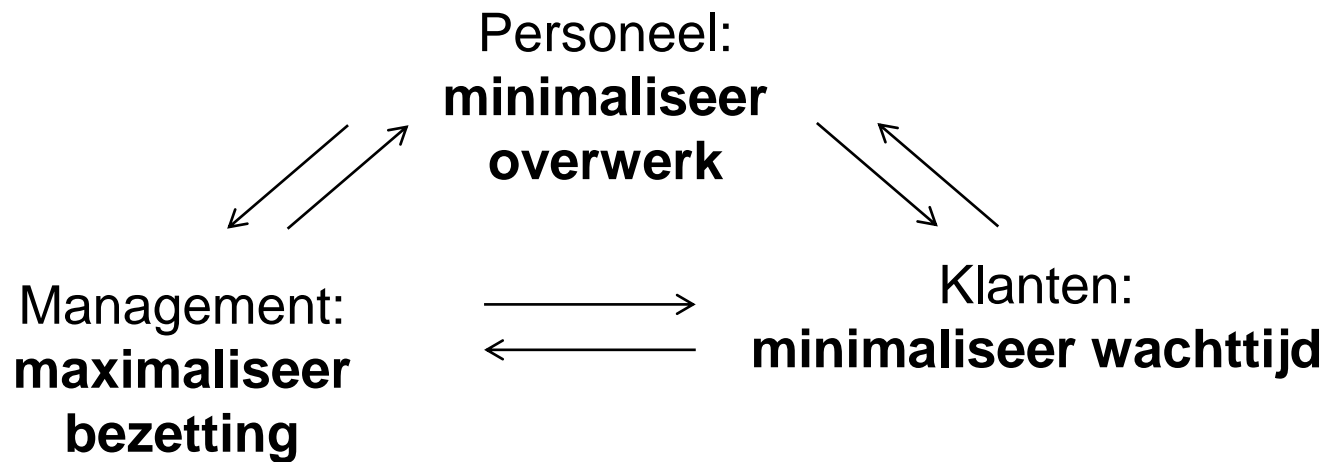 Personeel:
minimaliseer
overwerk
Management:
maximaliseer
bezetting
Klanten:
minimaliseer wachttijd